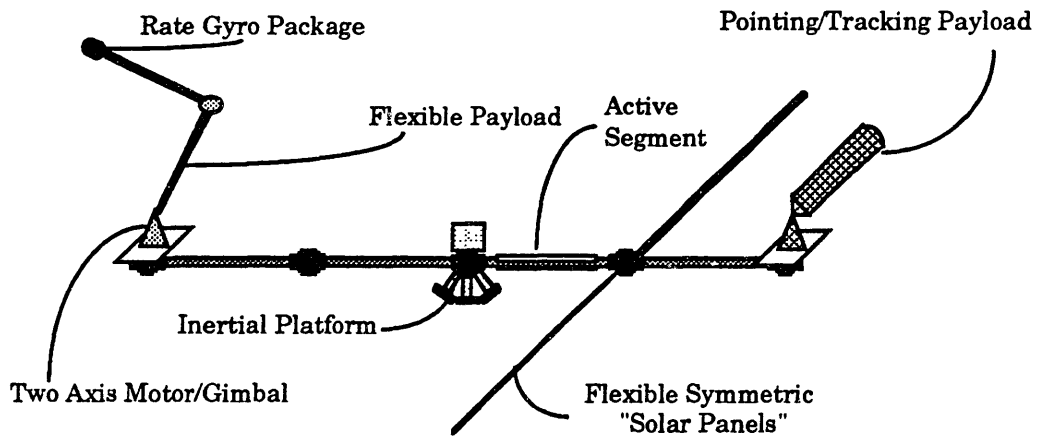 Rate Gyro Package
Pointing/Tracking Payload
Flexible Payload
Active
Segment
Inertial Platform
Two Axis Motor/Gimbal
Flexible Symmetric
"Solar Panels"